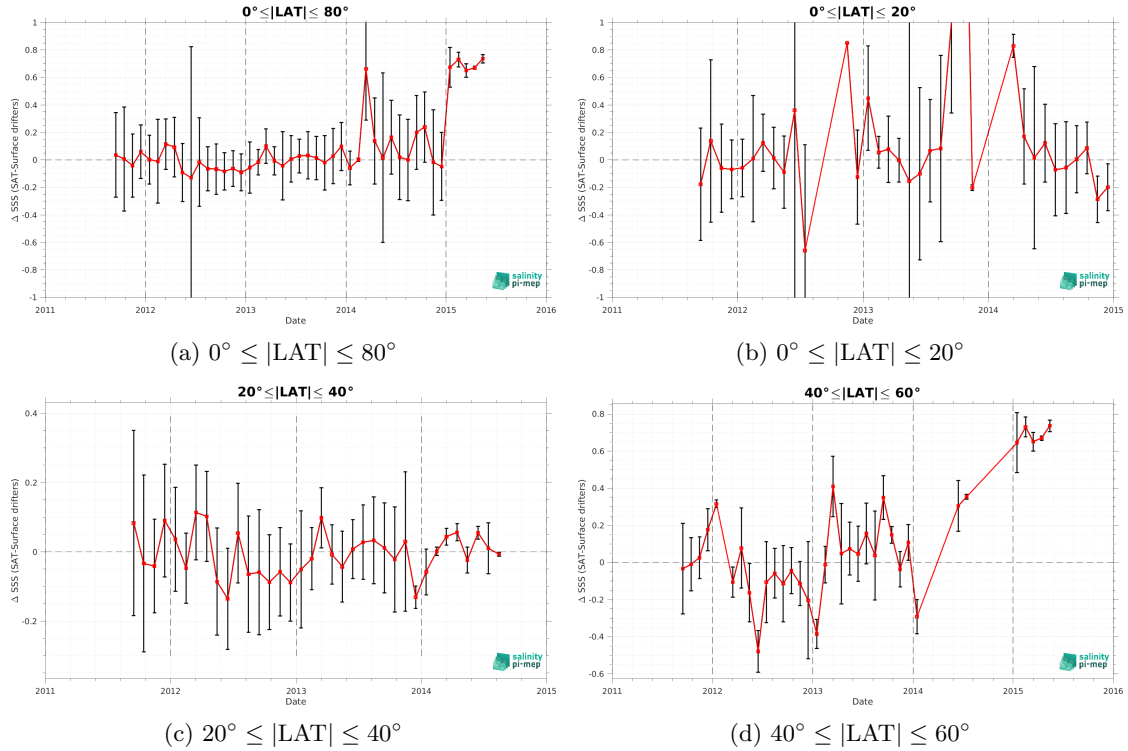 0°≤|LAT|≤ 80°
1
0.8
0.6
0.4
0.2
0
-0.2
-0.4
-0.6
-0.8
-1
Δ SSS (SAT-Surface drifters)
2011
2012
2013
2014
2015
2016
Date
salinity
pi-mep
(a) 0° ≤ |LAT| ≤ 80°
0°≤|LAT|≤ 20°
1
0.8
0.6
0.4
0.2
0
-0.2
-0.4
-0.6
-0.8
-1
Δ SSS (SAT-Surface drifters)
2011
2012
2013
2014
2015
Date
salinity
pi-mep
(b) 0° ≤ |LAT| ≤ 20°
20°≤|LAT|≤ 40°
0.4
0.2
0
-0.2
Δ SSS (SAT-Surface drifters)
2011
2012
2013
2014
2015
Date
salinity
pi-mep
(c) 20° ≤ |LAT| ≤ 40°
40°≤|LAT|≤ 60°
0.8
0.6
0.4
0.2
0
-0.2
-0.4
-0.6
Δ SSS (SAT-Surface drifters)
2011
2012
2013
2014
2015
2016
Date
salinity
pi-mep
(d) 40° ≤ |LAT| ≤ 60°